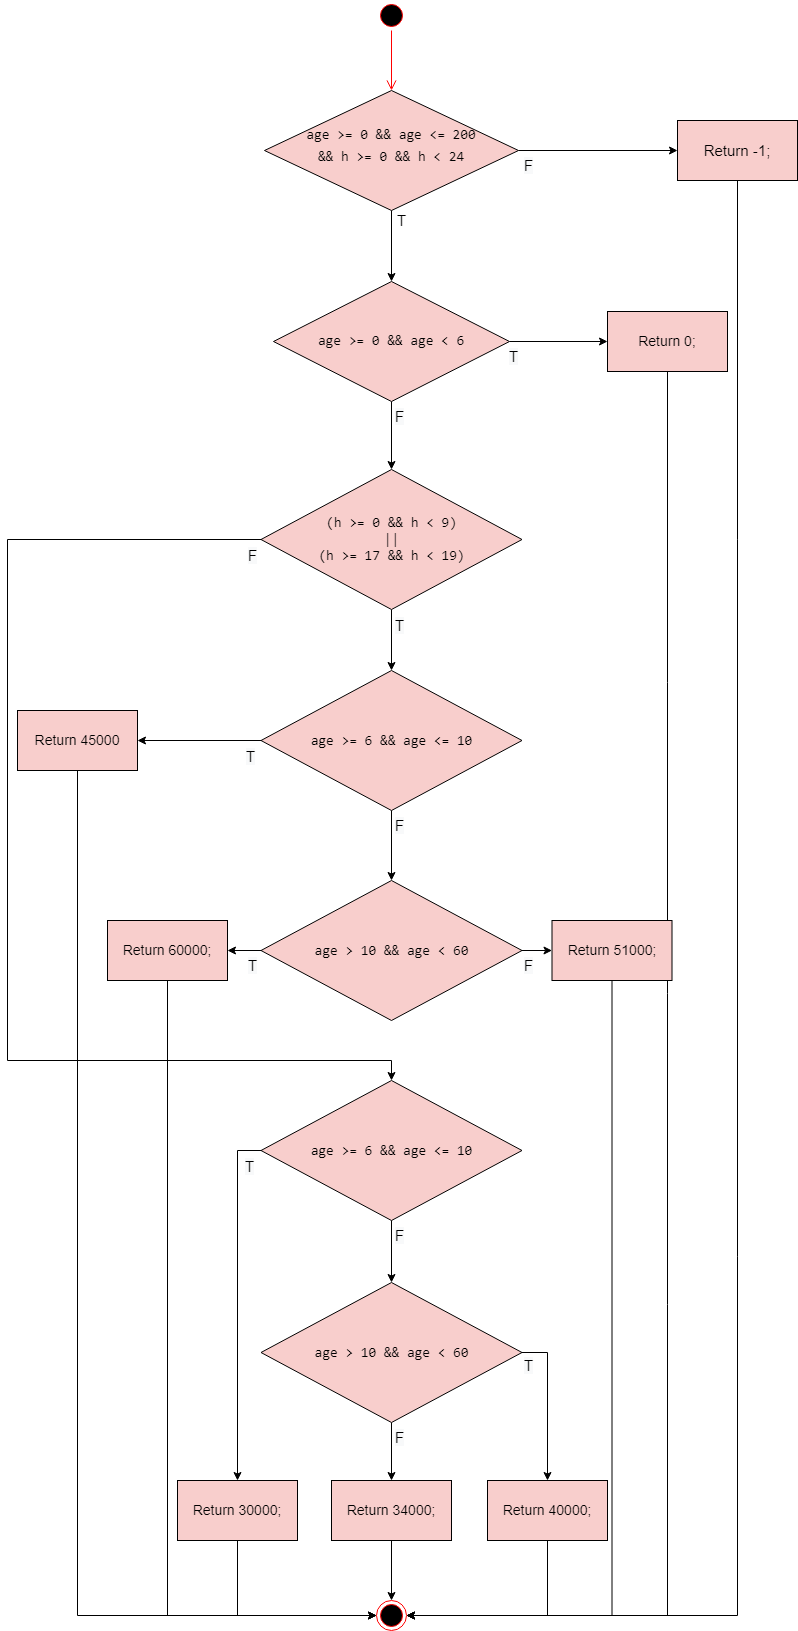 age >= 0 && age <= 200
&& h >= 0 && h < 24
F
Return -1;
T
age >= 0 && age < 6
T
Return 0;
F
(h >= 0 && h < 9)
||
(h >= 17 && h < 19)
F
T
Return 45000
T
age >= 6 && age <= 10
F
Return 60000;
T
age > 10 && age < 60
F
Return 51000;
age >= 6 && age <= 10
T
F
age > 10 && age < 60
T
F
Return 30000;
Return 34000;
Return 40000;